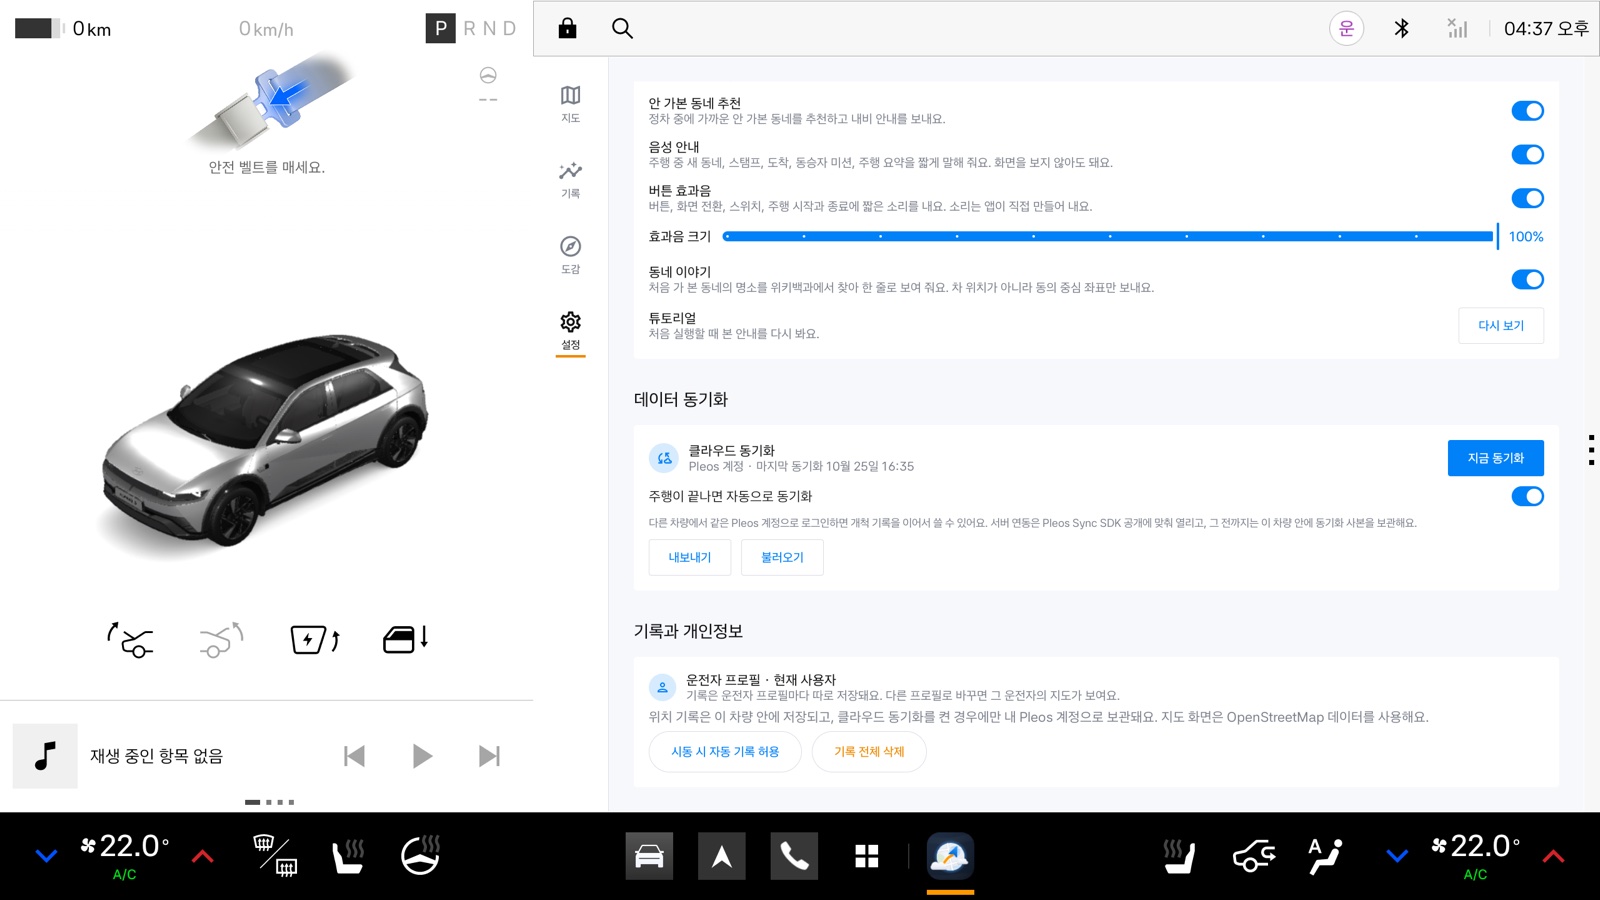 0 km
0 km/h
P R N D
안전 벨트를 매세요.
운
04:37 오후
지도
기록
도감
설정
안 가본 동네 추천
정차 중에 가까운 안 가본 동네를 추천하고 내비 안내를 보내요.
음성 안내
주행 중 새 동네, 스탬프, 도착, 동승자 미션, 주행 요약을 짧게 말해 줘요. 화면을 보지 않아도 돼요.
버튼 효과음
버튼, 화면 전환, 스위치, 주행 시작과 종료에 짧은 소리를 내요. 소리는 앱이 직접 만들어 내요.
효과음 크기
100%
동네 이야기
처음 가 본 동네의 명소를 위키백과에서 찾아 한 줄로 보여 줘요. 차 위치가 아니라 동의 중심 좌표만 보내요.
튜토리얼
처음 실행할 때 본 안내를 다시 봐요.
다시 보기
데이터 동기화
클라우드 동기화
Pleos 계정 · 마지막 동기화 10월 25일 16:35
지금 동기화
주행이 끝나면 자동으로 동기화
다른 차량에서 같은 Pleos 계정으로 로그인하면 개척 기록을 이어서 쓸 수 있어요. 서버 연동은 Pleos Sync SDK 공개에 맞춰 열리고, 그 전까지는 이 차량 안에 동기화 사본을 보관해요.
내보내기
불러오기
기록과 개인정보
운전자 프로필 · 현재 사용자
기록은 운전자 프로필마다 따로 저장돼요. 다른 프로필로 바꾸면 그 운전자의 지도가 보여요.
위치 기록은 이 차량 안에 저장되고, 클라우드 동기화를 켠 경우에만 내 Pleos 계정으로 보관돼요. 지도 화면은 OpenStreetMap 데이터를 사용해요.
시동 시 자동 기록 허용
기록 전체 삭제
재생 중인 항목 없음
22.0°
A/C
A
22.0°
A/C